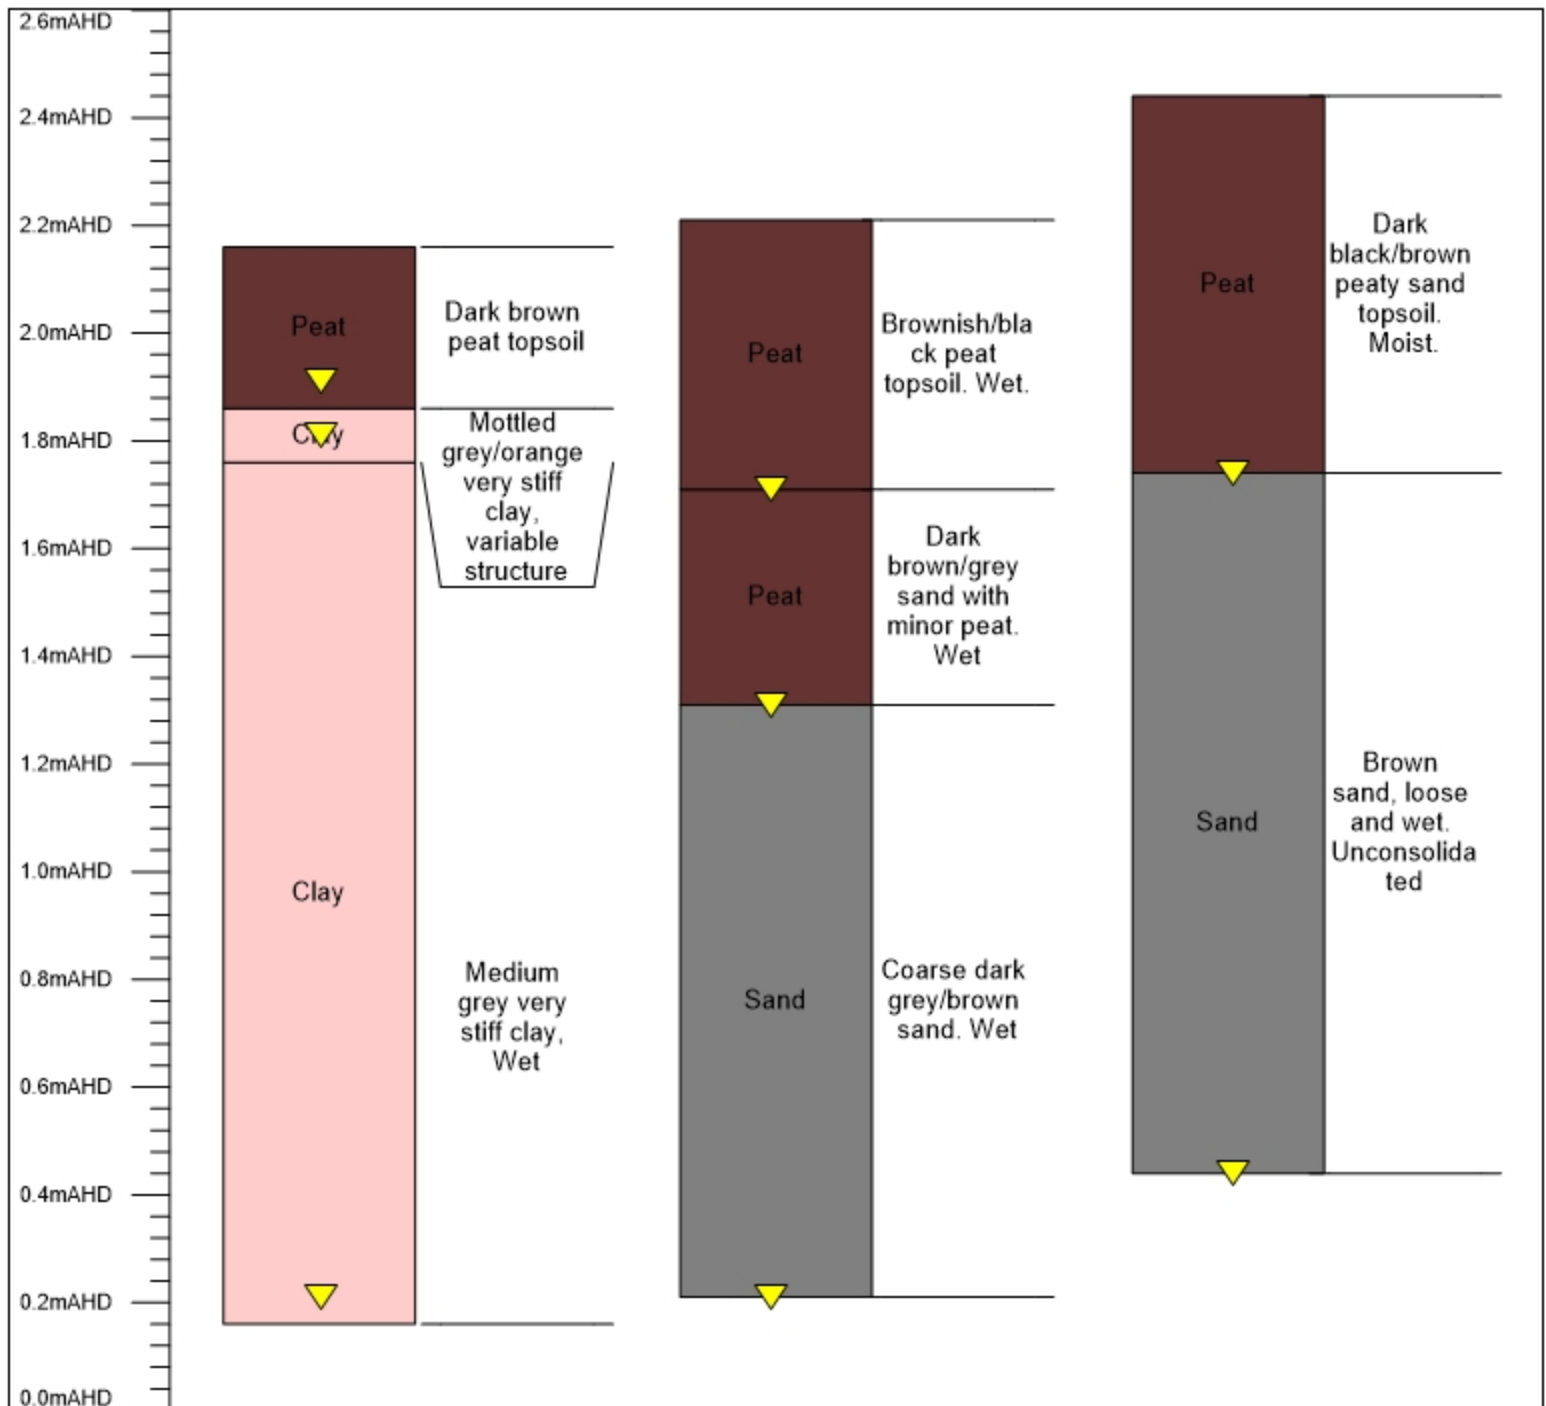 2.6mAHD
2.4mAHD
2.2mAHD
2.0mAHD
1.8mAHD
1.6mAHD
1.4mAHD
1.2mAHD
1.0mAHD
0.8mAHD
0.6mAHD
0.4mAHD
0.2mAHD
0.0mAHD
Peat
Clay
Clay
Dark brown
peat topsoil
Mottled
grey/orange
very stiff
clay,
variable
structure
Medium
grey very
stiff clay,
Wet
Peat
Peat
Sand
Brownish/bla
ck peat
topsoil. Wet.
Dark
brown/grey
sand with
minor peat.
Wet
Coarse dark
grey/brown
sand. Wet
Peat
Sand
Dark
black/brown
peaty sand
topsoil.
Moist.
Brown
sand, loose
and wet.
Unconsolida
ted